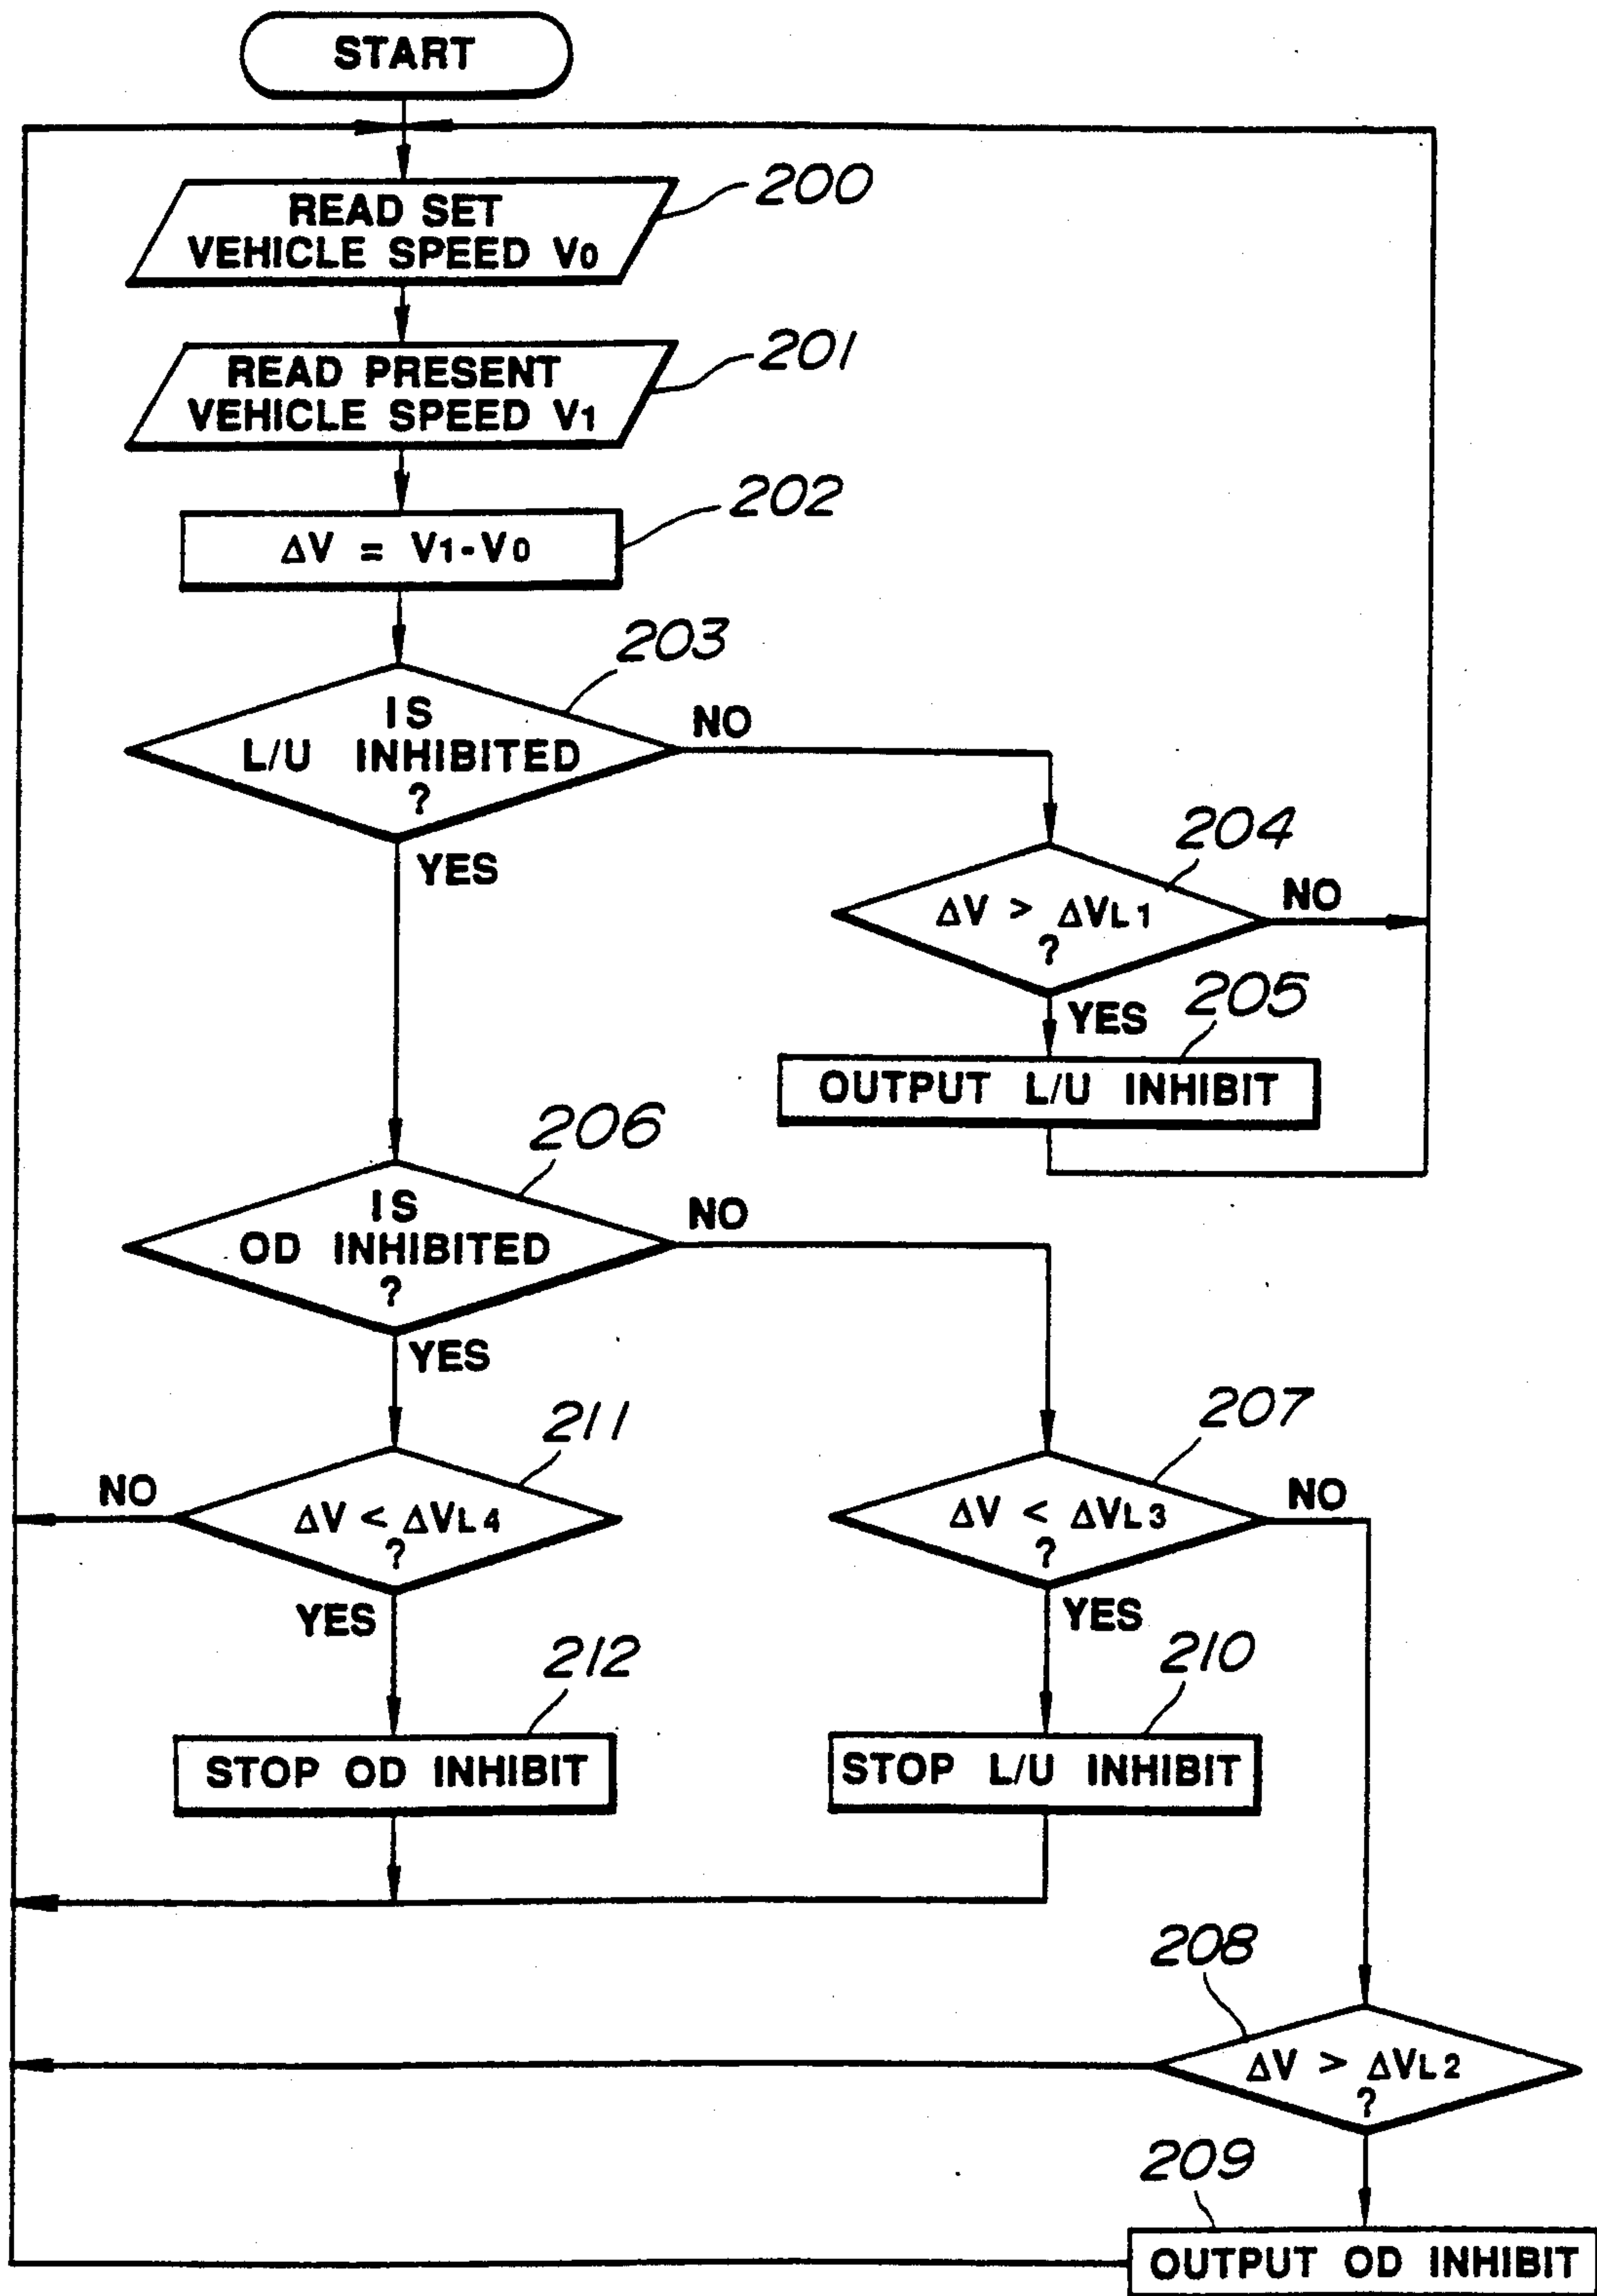 START
200
READ SET
VEHICLE SPEED V0
201
READ PRESENT
VEHICLE SPEED V1
202
ΔV = V1-V0
203
IS
L/U INHIBITED
?
NO
YES
204
ΔV > ΔVL1
?
NO
YES
205
OUTPUT L/U INHIBIT
206
IS
OD INHIBITED
?
NO
YES
211
ΔV < ΔVL4
?
NO
YES
207
ΔV < ΔVL3
?
NO
YES
212
STOP OD INHIBIT
210
STOP L/U INHIBIT
208
ΔV > ΔVL2
?
209
OUTPUT OD INHIBIT